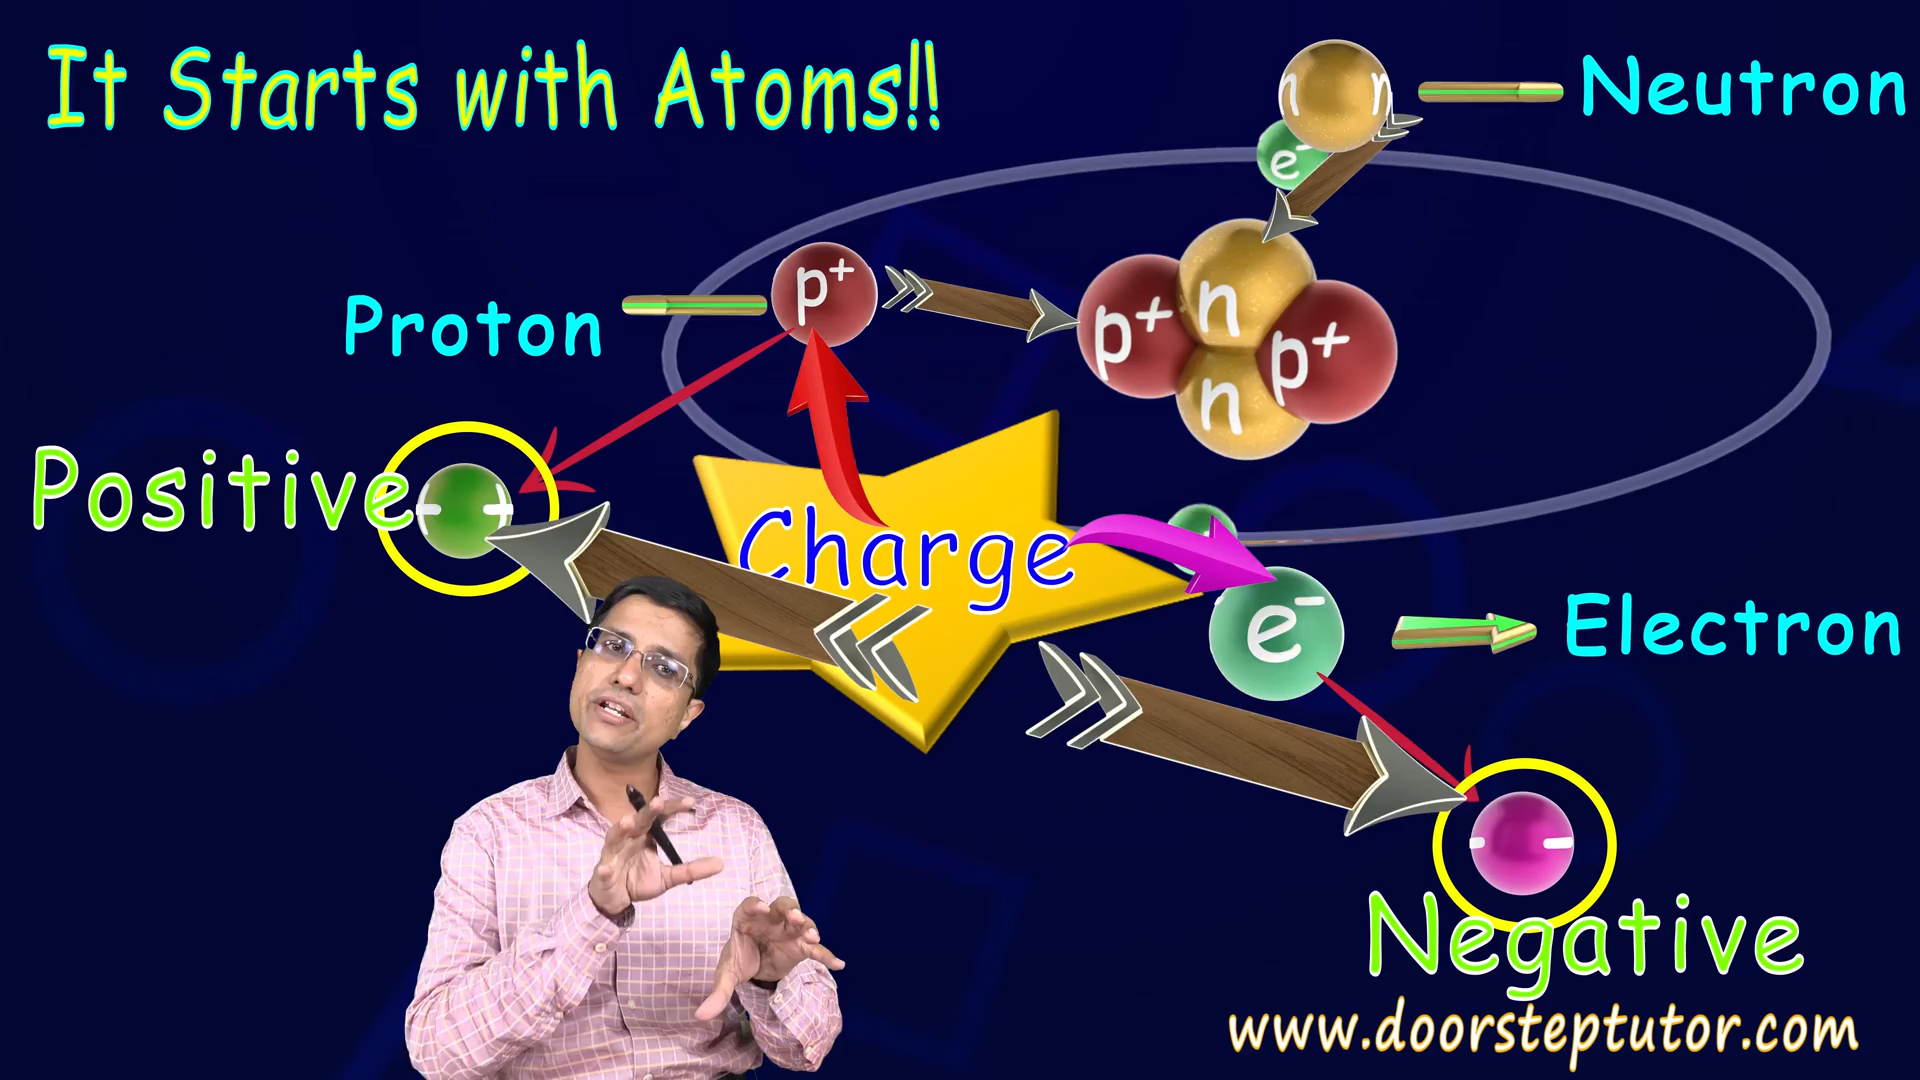 It Starts with Atoms!!
n n
Neutron
e-
p+
Proton
p+ n p+
n
Positive
- +
Charge
e-
Electron
- -
Negative
www.doorsteptutor.com